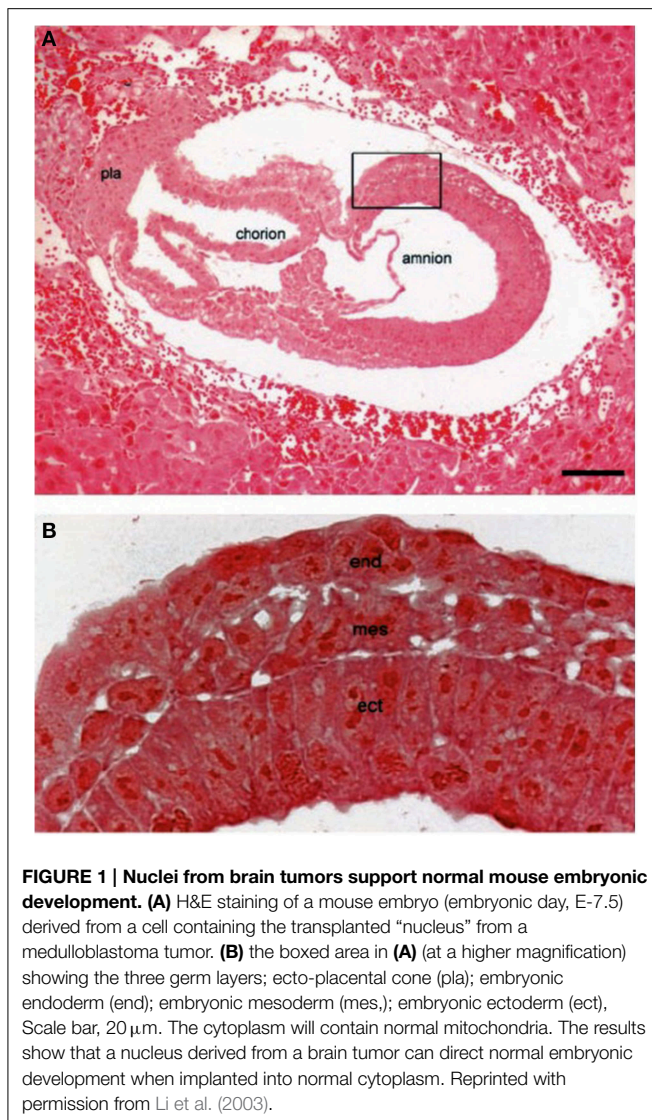 A
pla
chorion
amnion
B
end
mes
ect
FIGURE 1 | Nuclei from brain tumors support normal mouse embryonic
development. (A) H&E staining of a mouse embryo (embryonic day, E-7.5)
derived from a cell containing the transplanted “nucleus” from a
medulloblastoma tumor. (B) the boxed area in (A) (at a higher magnification)
showing the three germ layers; ecto-placental cone (pla); embryonic
endoderm (end); embryonic mesoderm (mes,); embryonic ectoderm (ect),
Scale bar, 20 μm. The cytoplasm will contain normal mitochondria. The results
show that a nucleus derived from a brain tumor can direct normal embryonic
development when implanted into normal cytoplasm. Reprinted with
permission from Li et al. (2003).